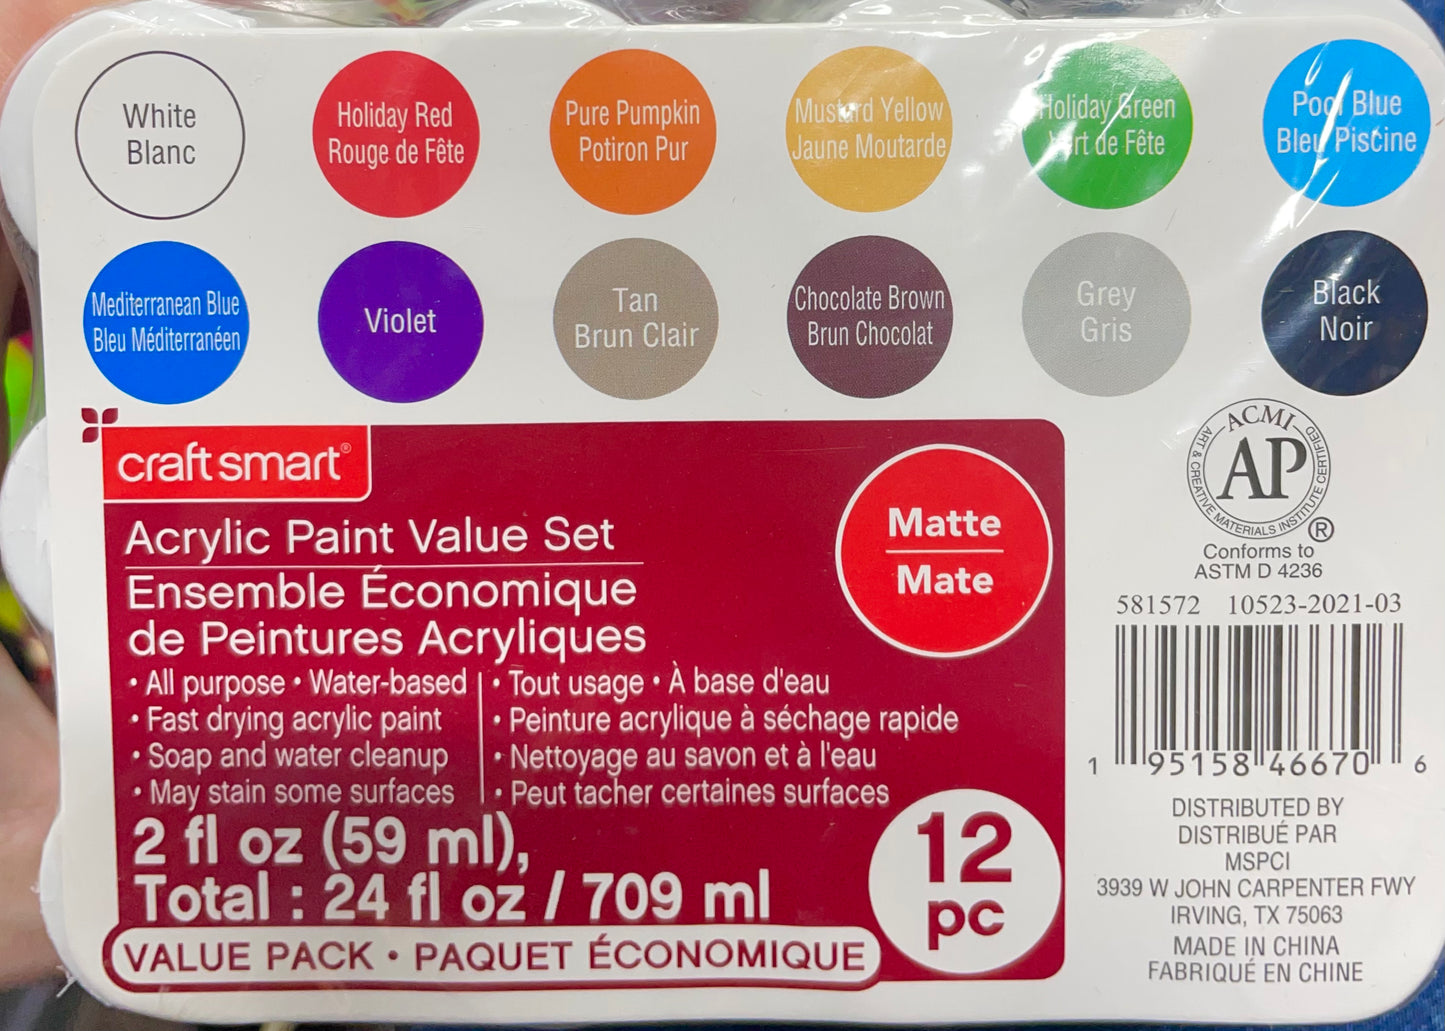 White
Blanc
Holiday Red
Rouge de Fête
Pure Pumpkin
Potiron Pur
Mustard Yellow
Jaune Moutarde
Holiday Green
Vert de Fête
Pool Blue
Bleu Piscine
Mediterranean Blue
Bleu Méditerranéen
Violet
Tan
Brun Clair
Chocolate Brown
Brun Chocolat
Grey
Gris
Black
Noir
craft smart®
Acrylic Paint Value Set
Ensemble Économique
de Peintures Acryliques
• All purpose • Water-based
• Fast drying acrylic paint
• Soap and water cleanup
• May stain some surfaces
• Tout usage • À base d'eau
• Peinture acrylique à séchage rapide
• Nettoyage au savon et à l'eau
• Peut tacher certaines surfaces
2 fl oz (59 ml),
Total : 24 fl oz / 709 ml
VALUE PACK • PAQUET ÉCONOMIQUE
Matte
Mate
12
pc
ACMI
AP
ART & CREATIVE MATERIALS INSTITUTE CERTIFIED
®
Conforms to
ASTM D 4236
581572 10523-2021-03
1 95158 46670 6
DISTRIBUTED BY
DISTRIBUÉ PAR
MSPCI
3939 W JOHN CARPENTER FWY
IRVING, TX 75063
MADE IN CHINA
FABRIQUÉ EN CHINE